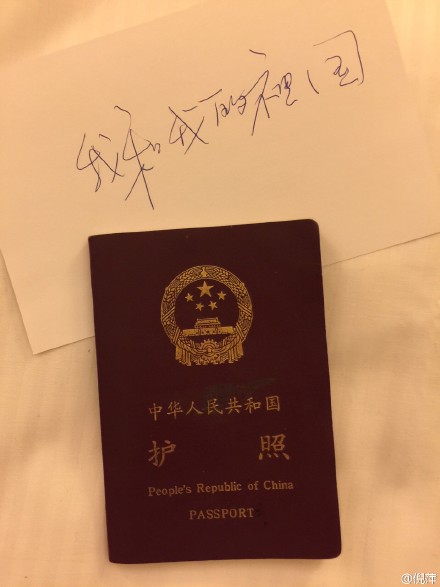 我和我的祖国
中华人民共和国
护照
People's Republic of China
PASSPORT
@倪萍